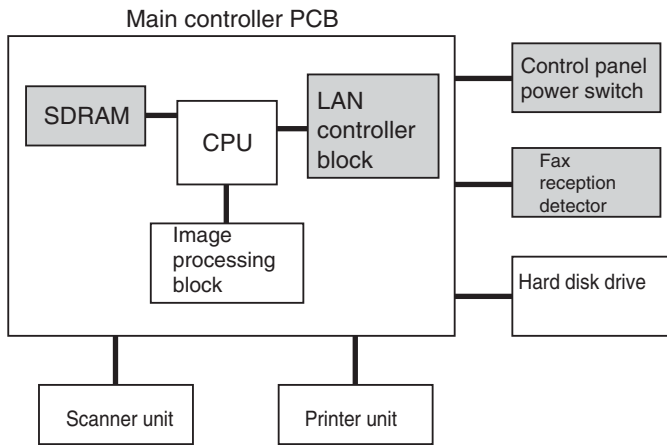 Main controller PCB
SDRAM
CPU
LAN
controller
block
Image
processing
block
Control panel
power switch
Fax
reception
detector
Hard disk drive
Scanner unit
Printer unit